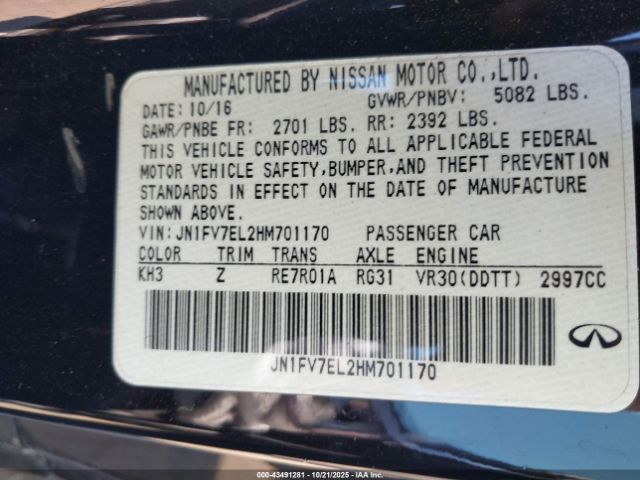 MANUFACTURED BY NISSAN MOTOR CO.,LTD.
DATE: 10/16 GVWR/PNBV: 5082 LBS.
GAWR/PNBE FR: 2701 LBS. RR: 2392 LBS.
THIS VEHICLE CONFORMS TO ALL APPLICABLE FEDERAL
MOTOR VEHICLE SAFETY,BUMPER,AND THEFT PREVENTION
STANDARDS IN EFFECT ON THE DATE OF MANUFACTURE
SHOWN ABOVE.
VIN:JN1FV7EL2HM701170 PASSENGER CAR
COLOR TRIM TRANS AXLE ENGINE
KH3 Z RE7R01A RG31 VR30(DDTT) 2997CC
JN1FV7EL2HM701170
000-43491281 - 10/21/2025 - IAAI.com